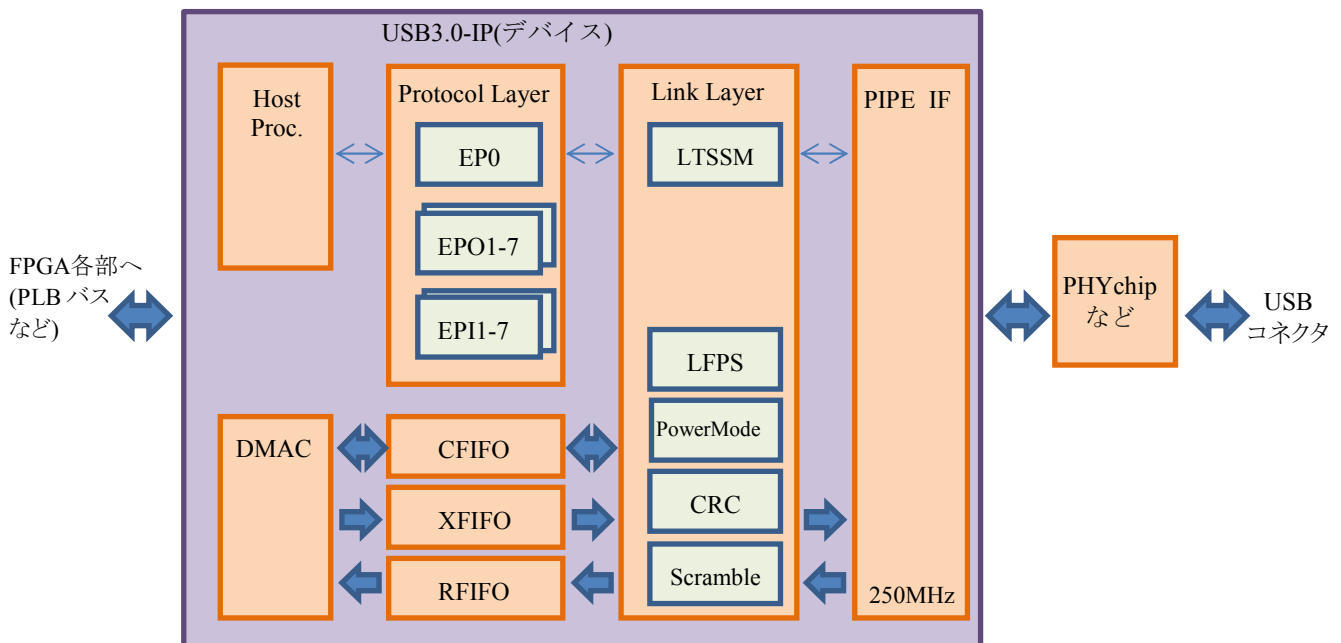 USB3.0-IP(デバイス)
Host
Proc.
Protocol Layer
EP0
EPO1-7
EPI1-7
Link Layer
LTSSM
LFPS
PowerMode
CRC
Scramble
PIPE IF
250MHz
DMAC
CFIFO
XFIFO
RFIFO
FPGA各部へ
(PLB バス
など)
PHYchip
など
USB
コネクタ